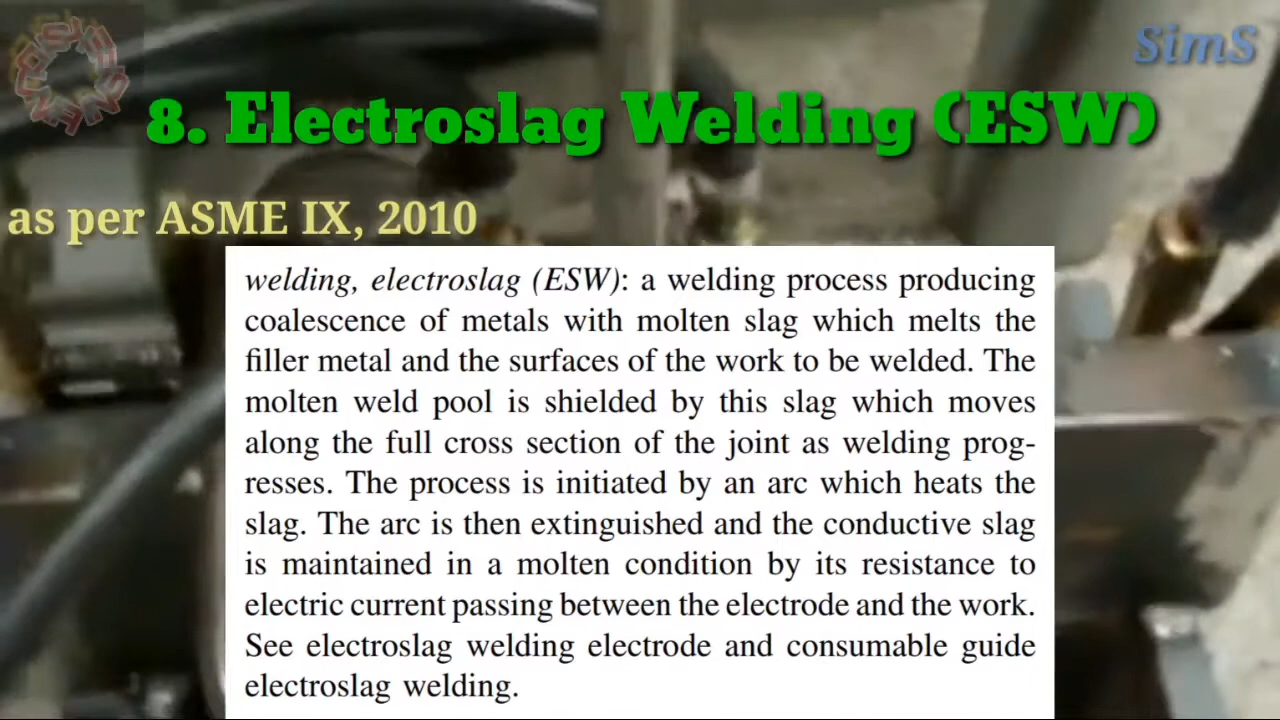 SimS
8. Electroslag Welding (ESW)
as per ASME IX, 2010
welding, electroslag (ESW): a welding process producing
coalescence of metals with molten slag which melts the
filler metal and the surfaces of the work to be welded. The
molten weld pool is shielded by this slag which moves
along the full cross section of the joint as welding prog-
resses. The process is initiated by an arc which heats the
slag. The arc is then extinguished and the conductive slag
is maintained in a molten condition by its resistance to
electric current passing between the electrode and the work.
See electroslag welding electrode and consumable guide
electroslag welding.